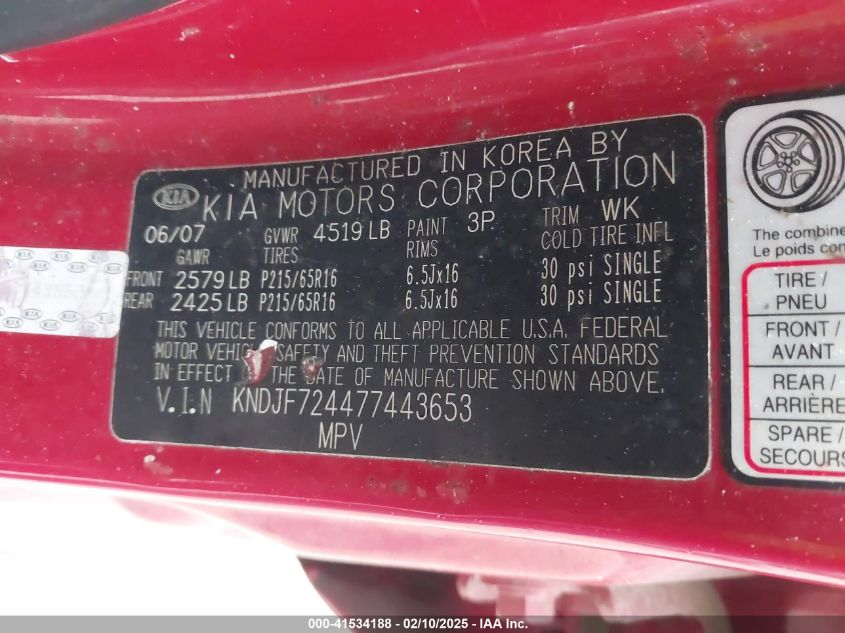 MANUFACTURED IN KOREA BY
KIA KIA MOTORS CORPORATION
06/07 GVWR 4519 LB PAINT 3P TRIM WK
GAWR TIRES RIMS COLD TIRE INFL
FRONT 2579 LB P215/65R16 6.5Jx16 30 psi SINGLE
REAR 2425 LB P215/65R16 6.5Jx16 30 psi SINGLE
THIS VEHICLE CONFORMS TO ALL APPLICABLE U.S.A. FEDERAL
MOTOR SAFETY AND THEFT PREVENTION STANDARDS
IN EFFECT THE DATE OF MANUFACTURE SHOWN ABOVE.
V.I.N KNDJF724477443653
MPV
The combine
Le poids con
TIRE /
PNEU
FRONT /
AVANT
REAR /
ARRIÈRE
SPARE /
SECOURS
000-41534188 - 02/10/2025 - IAA Inc.